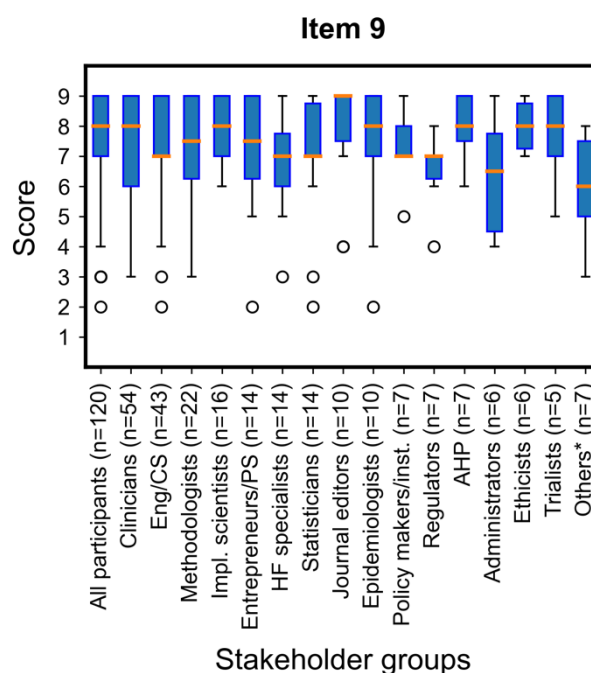 Item 9
Score
9
8
7
6
5
4
3
2
1
All participants (n=120)
Clinicians (n=54)
Eng/CS (n=43)
Methodologists (n=22)
Impl. scientists (n=16)
Entrepreneurs/PS (n=14)
HF specialists (n=14)
Statisticians (n=14)
Journal editors (n=10)
Epidemiologists (n=10)
Policy makers/inst. (n=7)
Regulators (n=7)
AHP (n=7)
Administrators (n=6)
Ethicists (n=6)
Trialists (n=5)
Others* (n=7)
Stakeholder groups